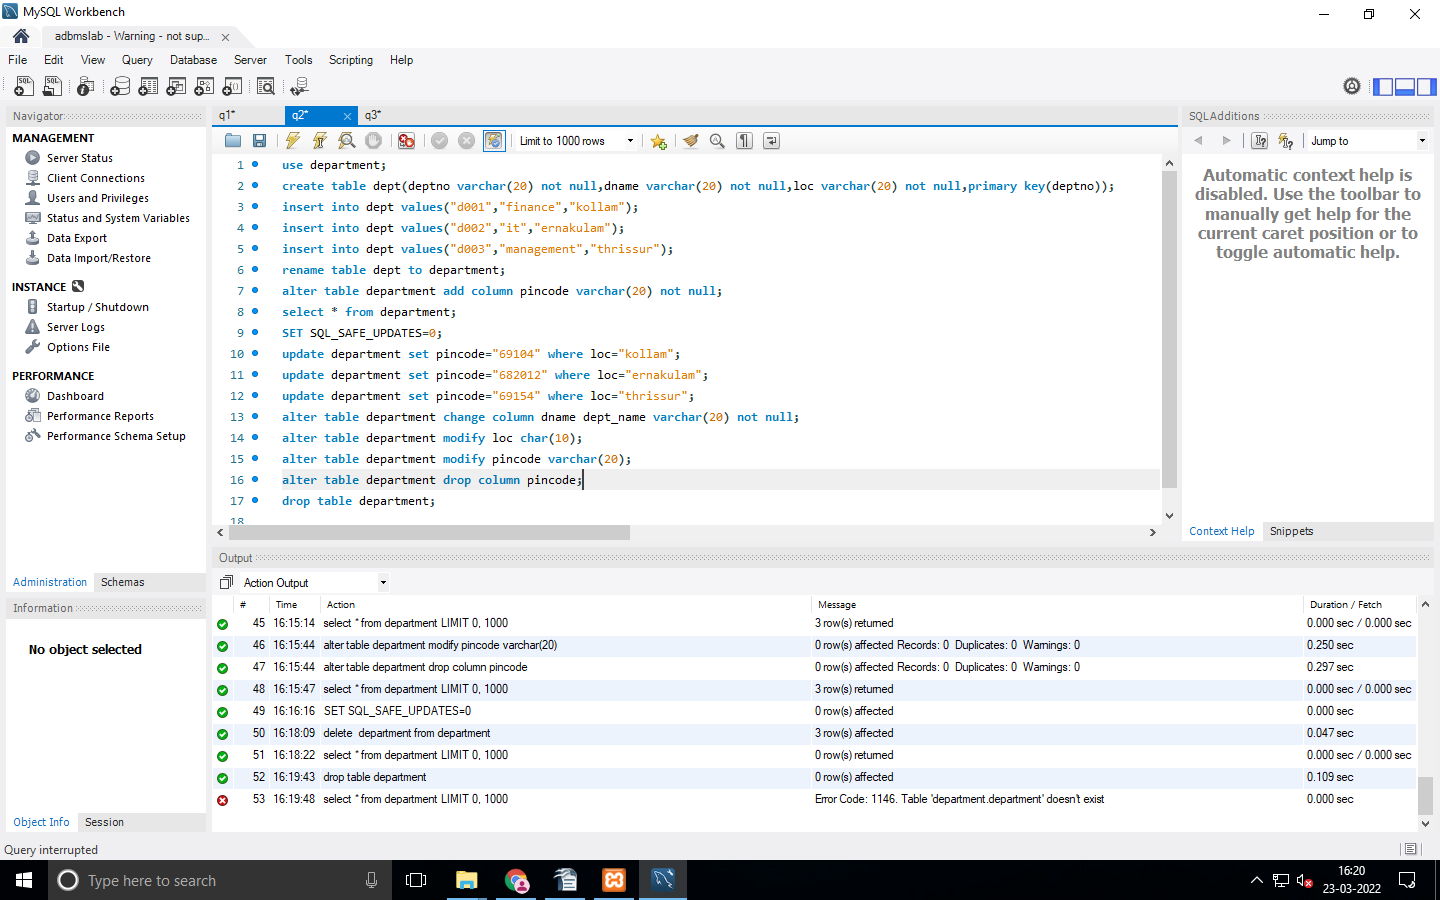 MySQL Workbench
adbmslab - Warning - not sup...
File Edit View Query Database Server Tools Scripting Help
Navigator
MANAGEMENT
Server Status
Client Connections
Users and Privileges
Status and System Variables
Data Export
Data Import/Restore
INSTANCE
Startup / Shutdown
Server Logs
Options File
PERFORMANCE
Dashboard
Performance Reports
Performance Schema Setup
Administration Schemas
Information
No object selected
Object Info Session
Query interrupted
q1* q2* q3*
Limit to 1000 rows
1 use department;
2 create table dept(deptno varchar(20) not null,dname varchar(20) not null,loc varchar(20) not null,primary key(deptno));
3 insert into dept values("d001","finance","kollam");
4 insert into dept values("d002","it","ernakulam");
5 insert into dept values("d003","management","thrissur");
6 rename table dept to department;
7 alter table department add column pincode varchar(20) not null;
8 select * from department;
9 SET SQL_SAFE_UPDATES=0;
10 update department set pincode="69104" where loc="kollam";
11 update department set pincode="682012" where loc="ernakulam";
12 update department set pincode="69154" where loc="thrissur";
13 alter table department change column dname dept_name varchar(20) not null;
14 alter table department modify loc char(10);
15 alter table department modify pincode varchar(20);
16 alter table department drop column pincode;
17 drop table department;
18
SQLAdditions
Jump to
Automatic context help is
disabled. Use the toolbar to
manually get help for the
current caret position or to
toggle automatic help.
Context Help Snippets
Output
Action Output
# Time Action Message Duration / Fetch
45 16:15:14 select * from department LIMIT 0, 1000 3 row(s) returned 0.000 sec / 0.000 sec
46 16:15:44 alter table department modify pincode varchar(20) 0 row(s) affected Records: 0 Duplicates: 0 Warnings: 0 0.250 sec
47 16:15:44 alter table department drop column pincode 0 row(s) affected Records: 0 Duplicates: 0 Warnings: 0 0.297 sec
48 16:15:47 select * from department LIMIT 0, 1000 3 row(s) returned 0.000 sec / 0.000 sec
49 16:16:16 SET SQL_SAFE_UPDATES=0 0 row(s) affected 0.000 sec
50 16:18:09 delete department from department 3 row(s) affected 0.047 sec
51 16:18:22 select * from department LIMIT 0, 1000 0 row(s) returned 0.000 sec / 0.000 sec
52 16:19:43 drop table department 0 row(s) affected 0.109 sec
53 16:19:48 select * from department LIMIT 0, 1000 Error Code: 1146. Table 'department.department' doesn't exist 0.000 sec
Type here to search
16:20
23-03-2022